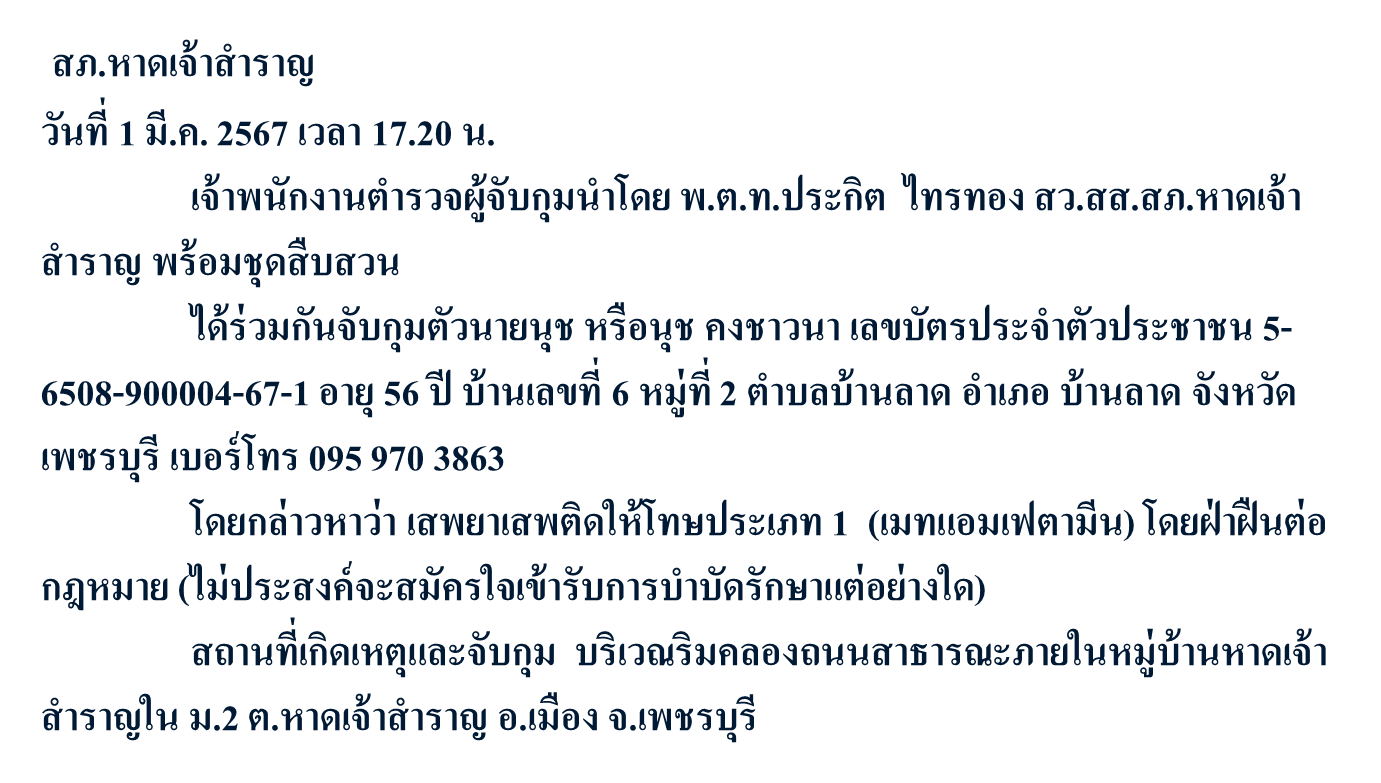 สภ.หาดเจ้าสำราญ
วันที่ 1 มี.ค. 2567 เวลา 17.20 น.
เจ้าพนักงานตำรวจผู้จับกุมนำโดย พ.ต.ท.ประกิต ไทรทอง สว.สส.สภ.หาดเจ้า
สำราญ พร้อมชุดสืบสวน
ได้ร่วมกันจับกุมตัวนายนุช หรือนุช คงชาวนา เลขบัตรประจำตัวประชาชน 5-
6508-900004-67-1 อายุ 56 ปี บ้านเลขที่ 6 หมู่ที่ 2 ตำบลบ้านลาด อำเภอ บ้านลาด จังหวัด
เพชรบุรี เบอร์โทร 095 970 3863
โดยกล่าวหาว่า เสพยาเสพติดให้โทษประเภท 1 (เมทแอมเฟตามีน) โดยฝ่าฝืนต่อ
กฎหมาย (ไม่ประสงค์จะสมัครใจเข้ารับการบำบัดรักษาแต่อย่างใด)
สถานที่เกิดเหตุและจับกุม บริเวณริมคลองถนนสาธารณะภายในหมู่บ้านหาดเจ้า
สำราญใน ม.2 ต.หาดเจ้าสำราญ อ.เมือง จ.เพชรบุรี